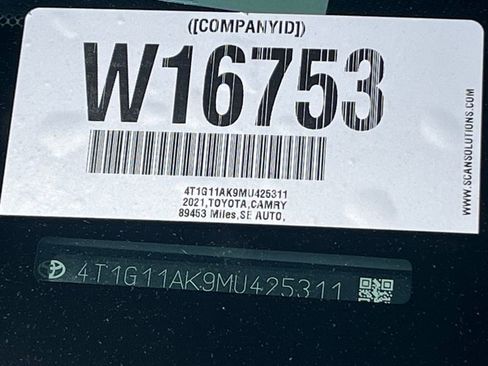 ([COMPANYID])
W16753
4T1G11AK9MU425311
2021,TOYOTA,CAMRY
89453 Miles,SE AUTO,
WWW.SCANSOLUTIONS.COM
4T1G11AK9MU425311